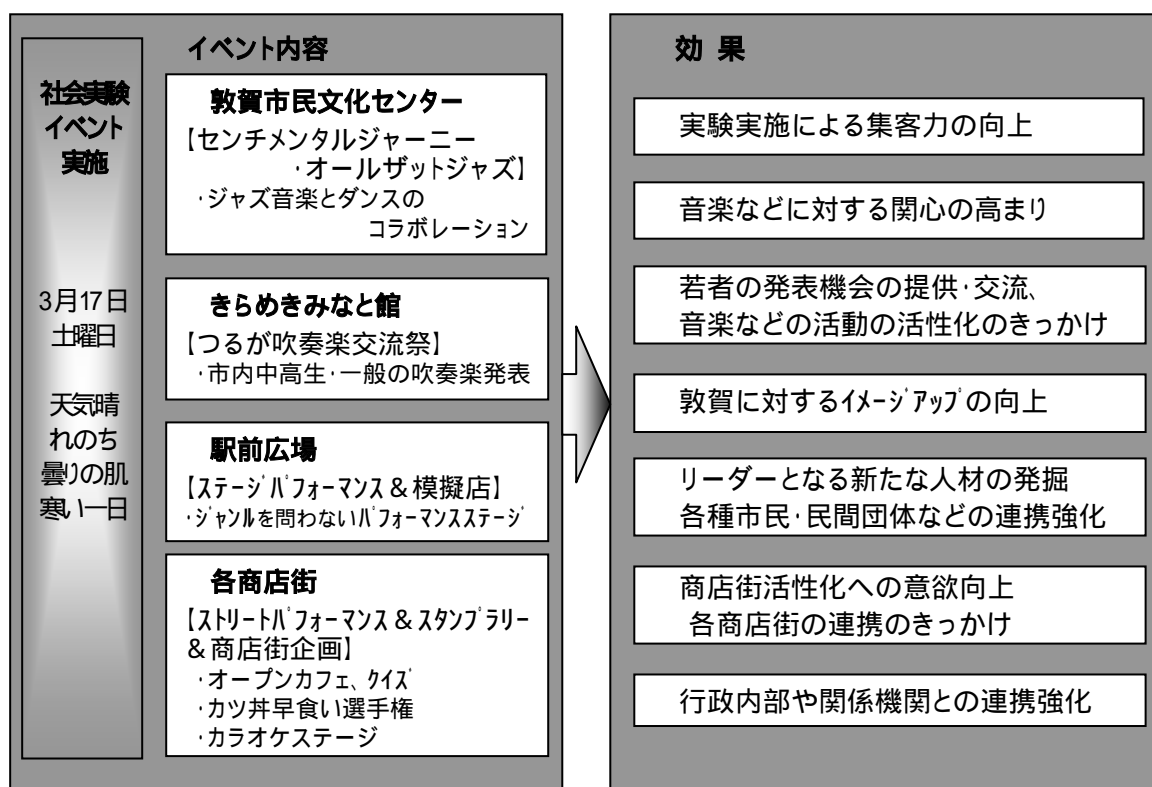 社会実験
イベント
実施
3月17日
土曜日
天気晴
れのち
曇りの肌
寒い一日
イベント内容
敦賀市民文化センター
【センチメンタルジャーニー
・オールザットジャズ】
・ジャズ音楽とダンスの
コラボレーション
きらめきみなと館
【つるが吹奏楽交流祭】
・市内中高生・一般の吹奏楽発表
駅前広場
【ｽﾃｰｼﾞﾊﾟﾌｫｰﾏﾝｽ＆模擬店】
・ｼﾞｬﾝﾙを問わないﾊﾟﾌｫｰﾏﾝｽｽﾃｰｼﾞ
各商店街
【ｽﾄﾘｰﾄﾊﾟﾌｫｰﾏﾝｽ＆ｽﾀﾝﾌﾟﾗﾘｰ
＆商店街企画】
・オープンカフェ、ｸｲｽﾞ
・カツ丼早食い選手権
・カラオケステージ
効 果
実験実施による集客力の向上
音楽などに対する関心の高まり
若者の発表機会の提供・交流、
音楽などの活動の活性化のきっかけ
敦賀に対するｲﾒｰｼﾞｱｯﾌﾟの向上
リーダーとなる新たな人材の発掘
各種市民・民間団体などの連携強化
商店街活性化への意欲向上
各商店街の連携のきっかけ
行政内部や関係機関との連携強化